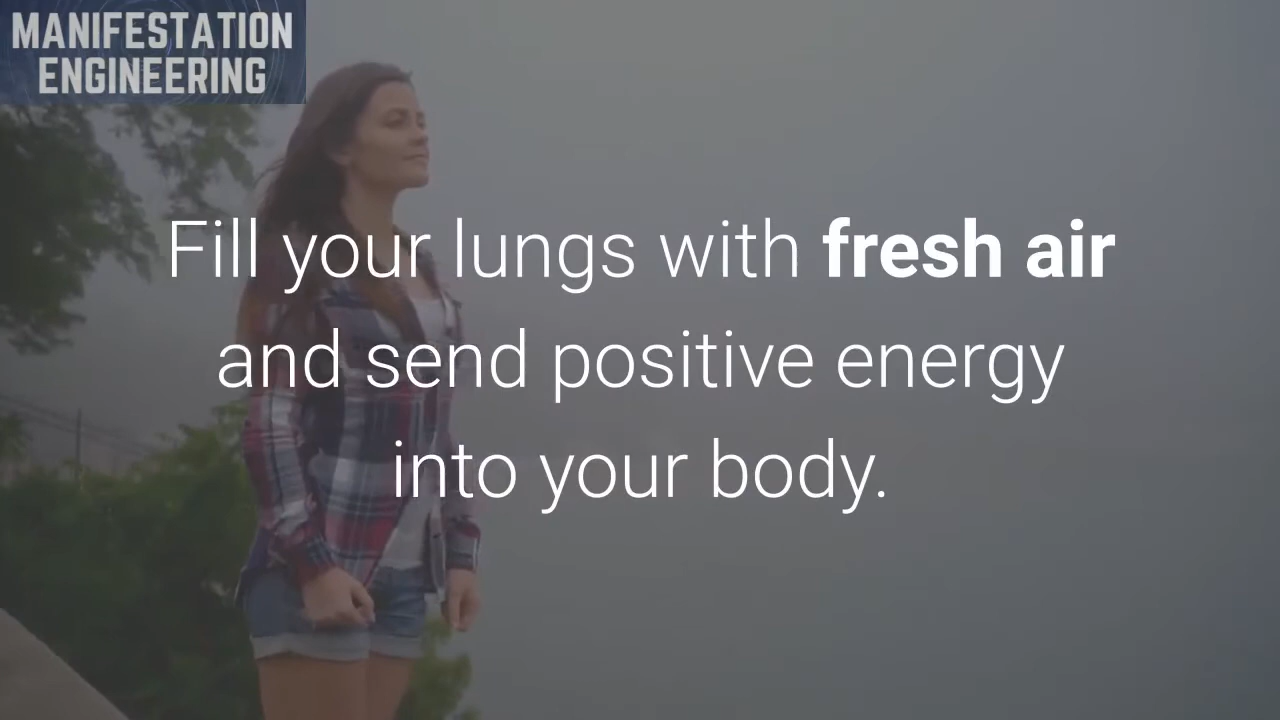 MANIFESTATION
ENGINEERING
Fill your lungs with fresh air
and send positive energy
into your body.